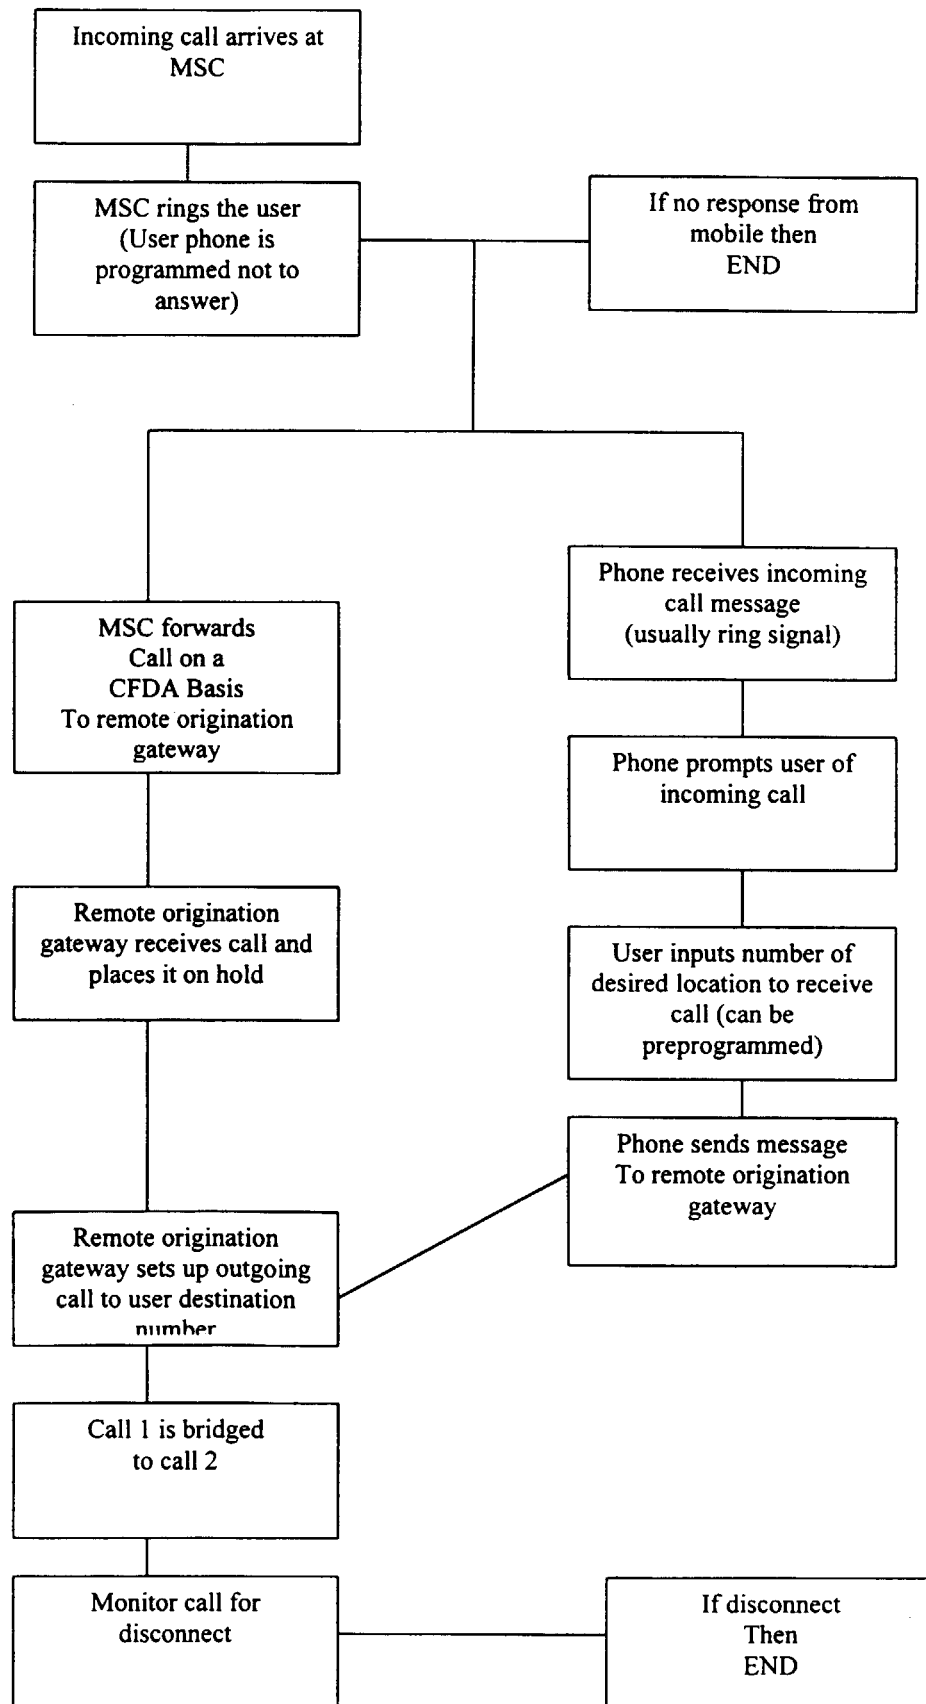 Incoming call arrives at
MSC
MSC rings the user
(User phone is
programmed not to
answer)
If no response from
mobile then
END
MSC forwards
Call on a
CFDA Basis
To remote origination
gateway
Phone receives incoming
call message
(usually ring signal)
Phone prompts user of
incoming call
Remote origination
gateway receives call and
places it on hold
User inputs number of
desired location to receive
call (can be
preprogrammed)
Phone sends message
To remote origination
gateway
Remote origination
gateway sets up outgoing
call to user destination
number
Call 1 is bridged
to call 2
Monitor call for
disconnect
If disconnect
Then
END